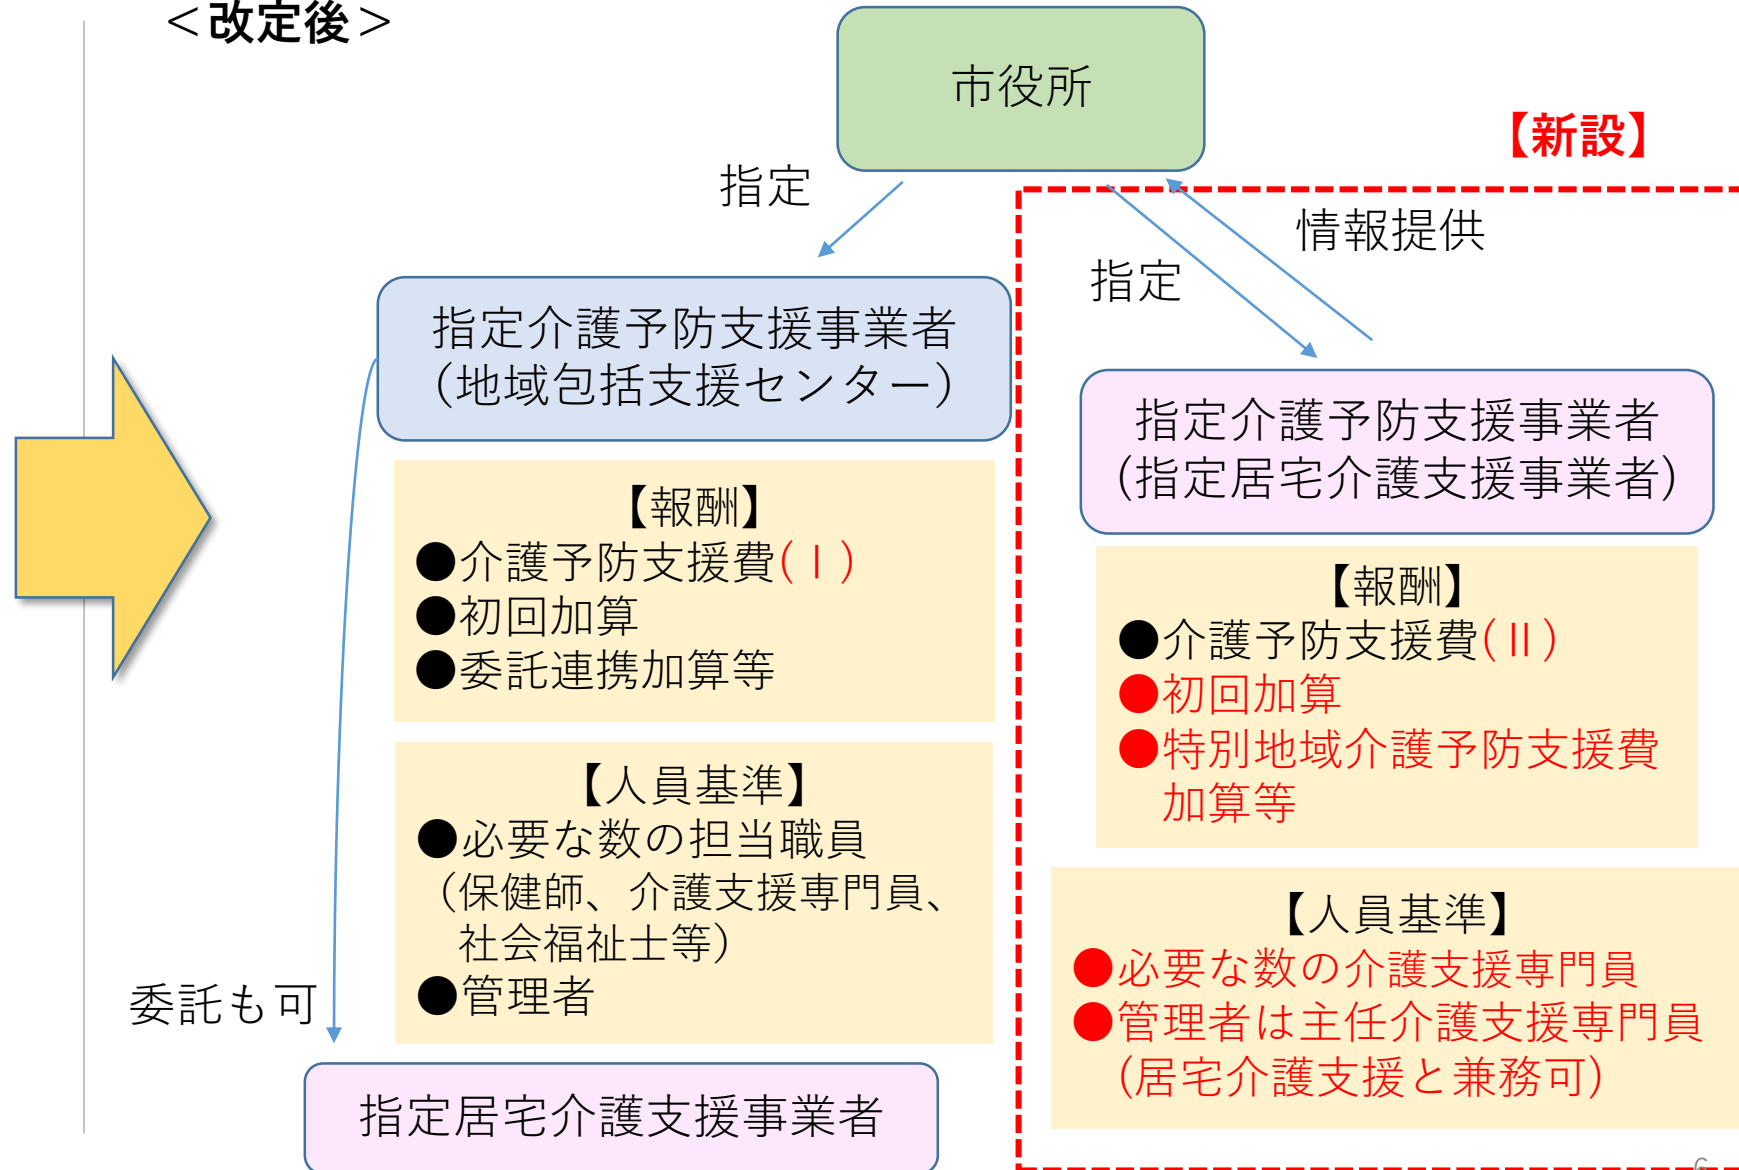 ＜改定後＞
市役所
【新設】
指定
情報提供
指定
指定介護予防支援事業者
（地域包括支援センター）
【報酬】
●介護予防支援費(Ⅰ)
●初回加算
●委託連携加算等
【人員基準】
●必要な数の担当職員
（保健師、介護支援専門員、
社会福祉士等）
●管理者
委託も可
指定居宅介護支援事業者
指定介護予防支援事業者
(指定居宅介護支援事業者)
【報酬】
●介護予防支援費(Ⅱ)
●初回加算
●特別地域介護予防支援費
加算等
【人員基準】
●必要な数の介護支援専門員
●管理者は主任介護支援専門員
(居宅介護支援と兼務可)